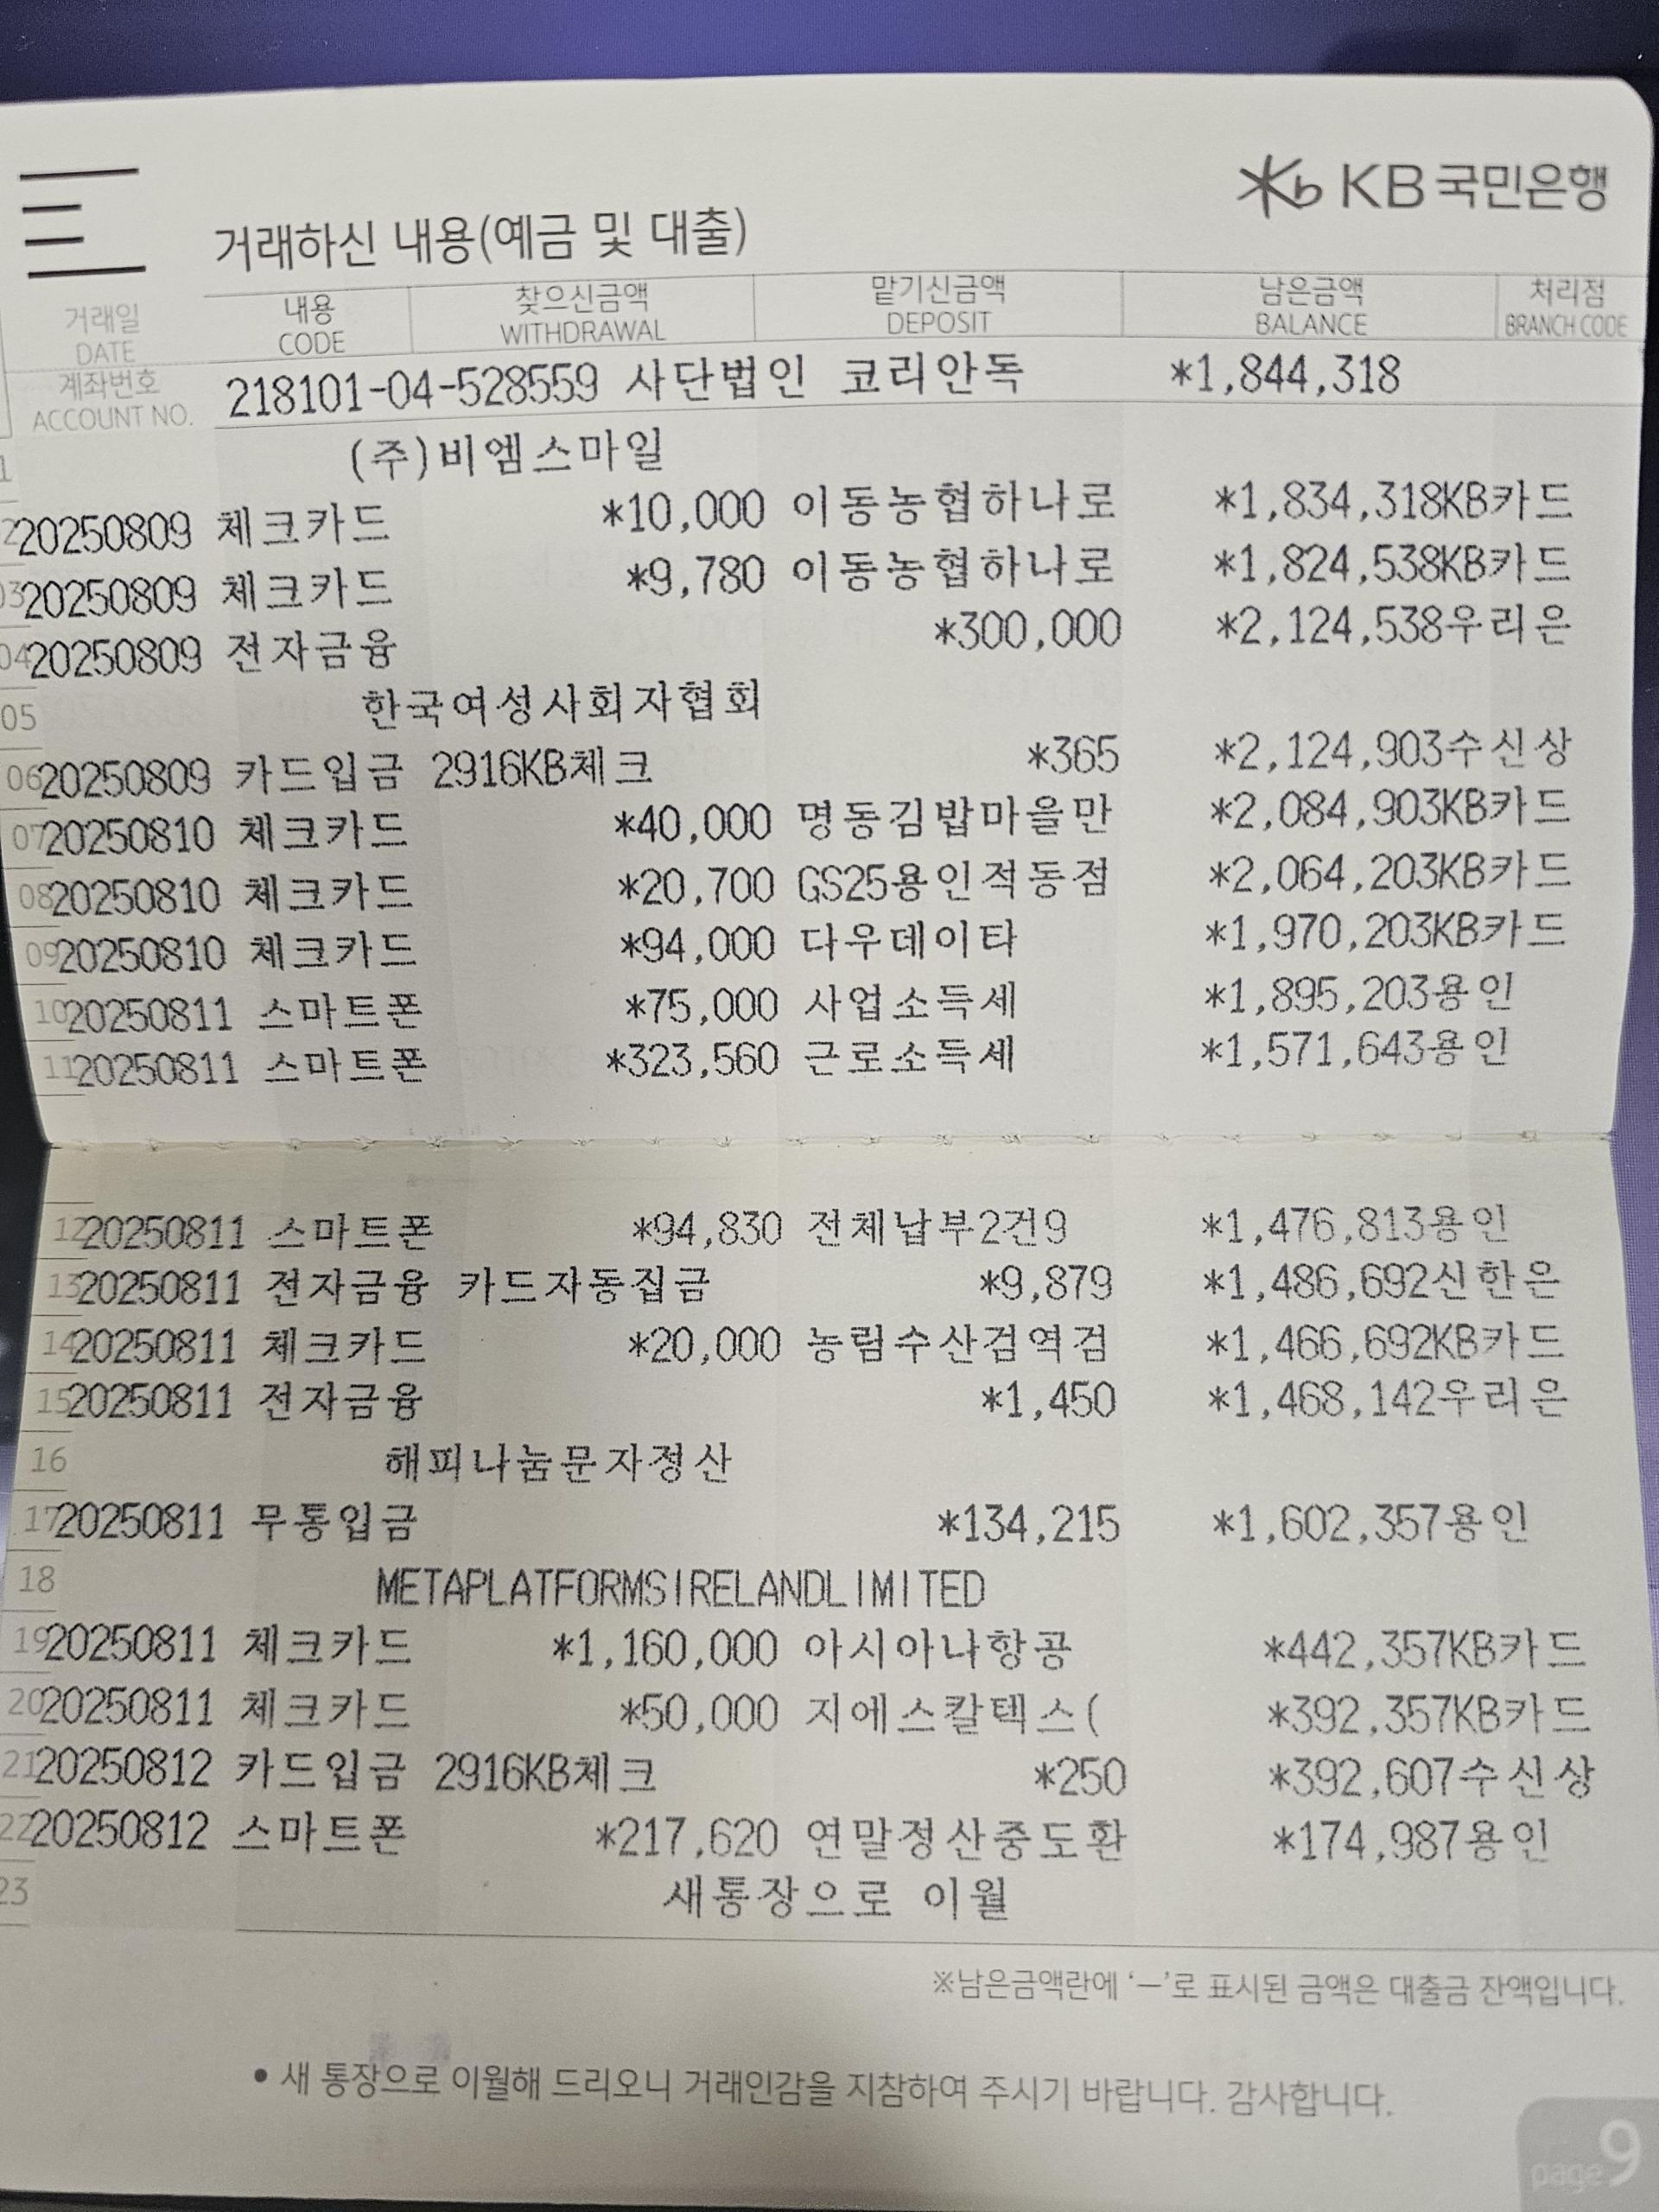 KB 국민은행
거래하신 내용(예금 및 대출)
거래일 내용 찾으신금액 맡기신금액 남은금액 처리점
DATE CODE WITHDRAWAL DEPOSIT BALANCE BRANCH CODE
계좌번호 218101-04-528559 사단법인 코리안독 *1,844,318
ACCOUNT NO.
1 (주)비엠스마일
2 20250809 체크카드 *10,000 이동농협하나로 *1,834,318KB카드
03 20250809 체크카드 *9,780 이동농협하나로 *1,824,538KB카드
04 20250809 전자금융 *300,000 *2,124,538우리은
05 한국여성사회자협회
06 20250809 카드입금 2916KB체크 *365 *2,124,903수신상
07 20250810 체크카드 *40,000 명동김밥마을만 *2,084,903KB카드
08 20250810 체크카드 *20,700 GS25용인적동점 *2,064,203KB카드
09 20250810 체크카드 *94,000 다우데이타 *1,970,203KB카드
10 20250811 스마트폰 *75,000 사업소득세 *1,895,203용인
11 20250811 스마트폰 *323,560 근로소득세 *1,571,643용인
12 20250811 스마트폰 *94,830 전체납부2건9 *1,476,813용인
13 20250811 전자금융 카드자동집금 *9,879 *1,486,692신한은
14 20250811 체크카드 *20,000 농림수산검역검 *1,466,692KB카드
15 20250811 전자금융 *1,450 *1,468,142우리은
16 해피나눔문자정산
17 20250811 무통입금 *134,215 *1,602,357용인
18 METAPLATFORMSIRELANDLIMITED
19 20250811 체크카드 *1,160,000 아시아나항공 *442,357KB카드
20 20250811 체크카드 *50,000 지에스칼텍스( *392,357KB카드
21 20250812 카드입금 2916KB체크 *250 *392,607수신상
22 20250812 스마트폰 *217,620 연말정산중도환 *174,987용인
23 새통장으로 이월
※남은금액란에 ‘—’로 표시된 금액은 대출금 잔액입니다.
• 새 통장으로 이월해 드리오니 거래인감을 지참하여 주시기 바랍니다. 감사합니다.
page 9